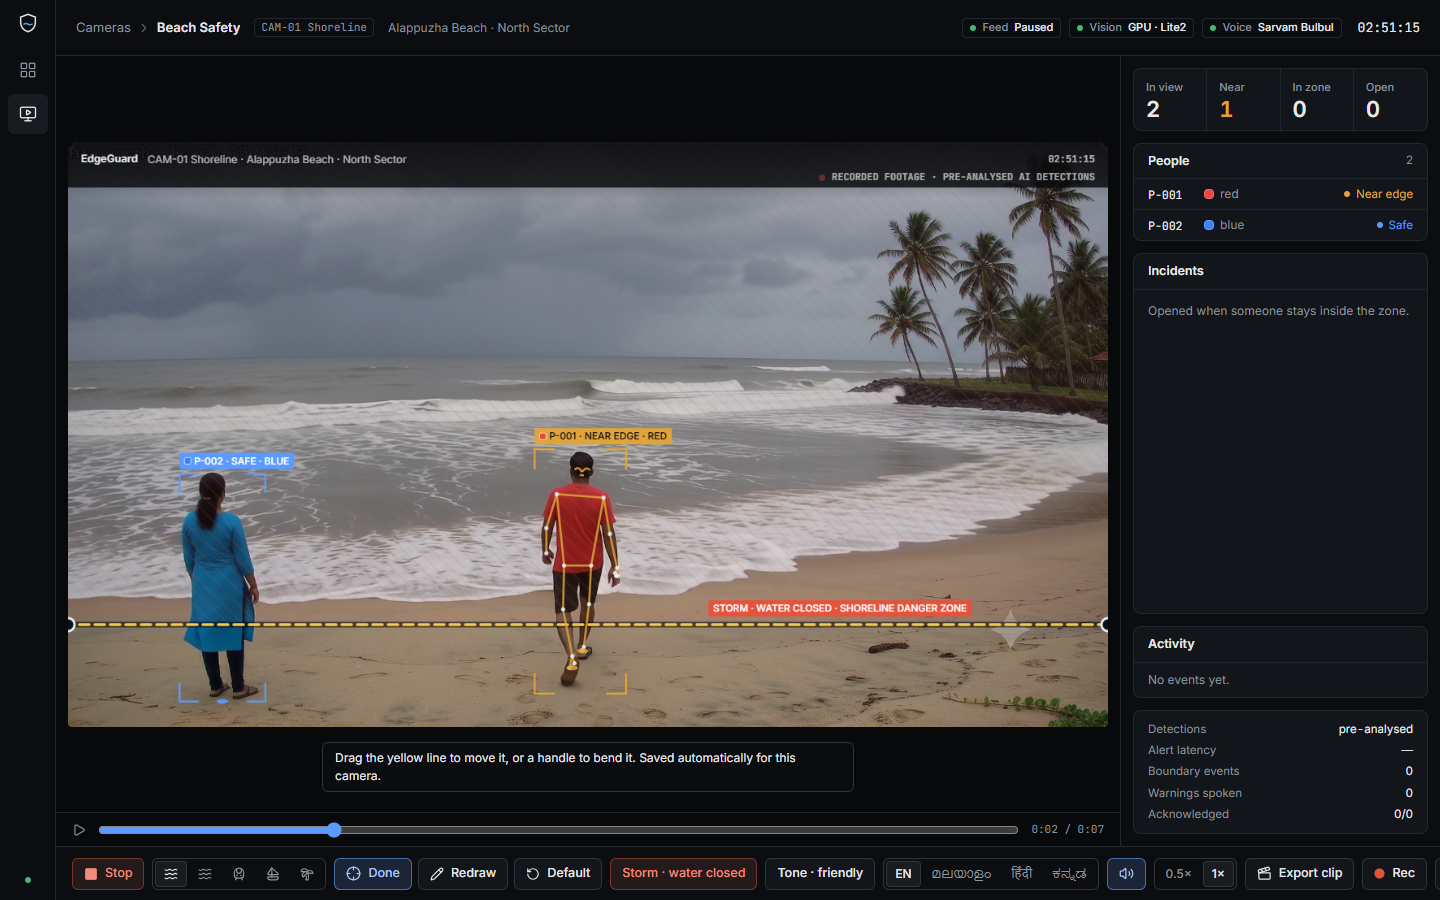 Cameras > Beach Safety CAM-01 Shoreline Alappuzha Beach · North Sector
Feed Paused Vision GPU · Lite2 Voice Sarvam Bulbul 02:51:15
In view Near In zone Open
2 1 0 0
EdgeGuard CAM-01 Shoreline · Alappuzha Beach · North Sector 02:51:15
RECORDED FOOTAGE - PRE-ANALYSED AI DETECTIONS
P-001 · NEAR EDGE · RED
P-002 · SAFE · BLUE
STORM · WATER CLOSED · SHORELINE DANGER ZONE
Drag the yellow line to move it, or a handle to bend it. Saved automatically for this
camera.
0:02 / 0:07
People 2
P-001 red Near edge
P-002 blue Safe
Incidents
Opened when someone stays inside the zone.
Activity
No events yet.
Detections pre-analysed
Alert latency —
Boundary events 0
Warnings spoken 0
Acknowledged 0/0
Stop Done Redraw Default Storm · water closed Tone · friendly EN മലയാളം हिंदी ಕನ್ನಡ 0.5× 1× Export clip Rec